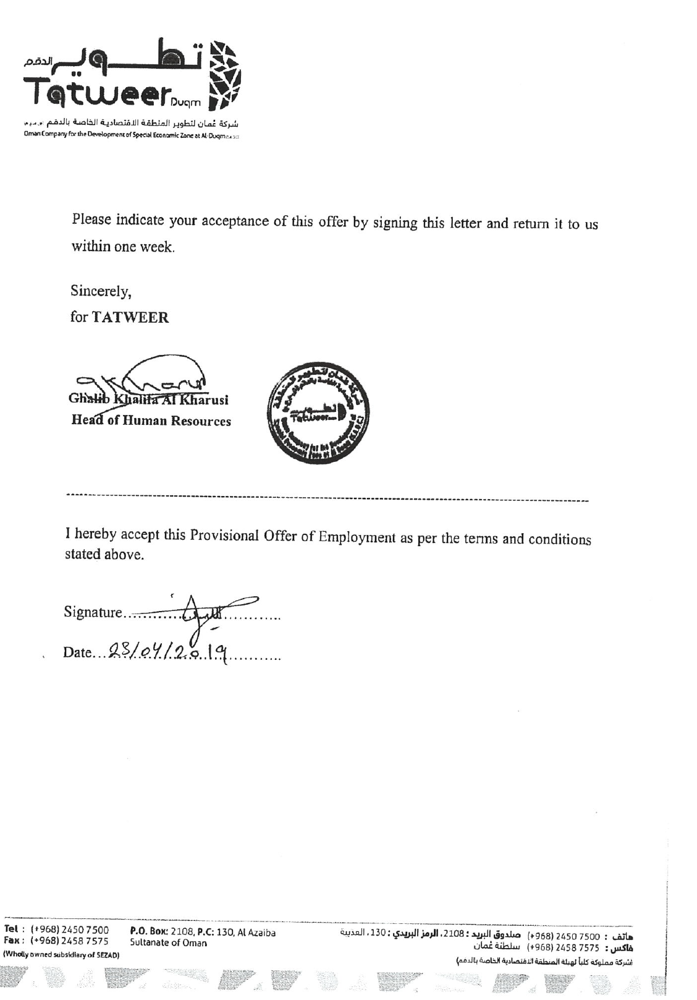 تطوير الدقم
Tatweer Duqm
شركة عُمان لتطوير المنطقة الاقتصادية الخاصة بالدقم
Oman Company for the Development of Special Economic Zone at Al-Duqm
Please indicate your acceptance of this offer by signing this letter and return it to us
within one week.
Sincerely,
for TATWEER
Ghalib Khalifa Al Kharusi
Head of Human Resources
تطوير
Tatweer
I hereby accept this Provisional Offer of Employment as per the terms and conditions
stated above.
Signature
Date...23/04/2019
Tel : (+968) 2450 7500
Fax : (+968) 2458 7575
(Wholly owned subsidiary of SEZAD)
P.O. Box: 2108, P.C: 130, Al Azaiba
Sultanate of Oman
هاتف : 7500 2450 (968+) صندوق البريد : 2108، الرمز البريدي : 130، العذيبة
فاكس : 7575 2458 (968+) سلطنة عُمان
(شركة مملوكة كلياً لهيئة المنطقة الاقتصادية الخاصة بالدقم)